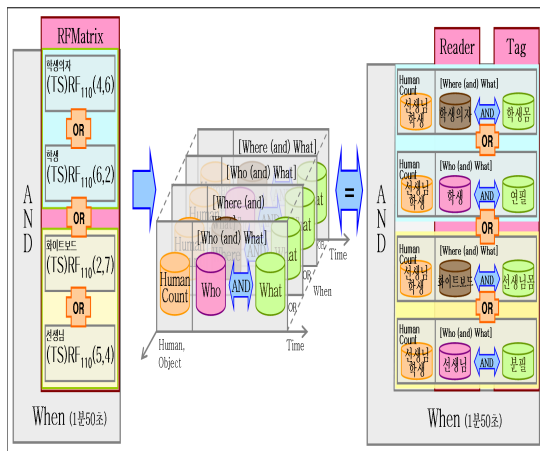 RFMatrix
학생의자
(TS)RF110(4,6)
OR
학생
(TS)RF110(6,2)
OR
화이트보드
(TS)RF110(2,7)
OR
선생님
(TS)RF110(5,4)
AND
When (1분50초)
[Where (and) What]
[Who (and) What]
[Where (and)
[Who (and) What]
Human
Count
Who
AND
What
OR
OR
When
Time
Time
Human,
Object
=
Reader
Tag
AND
Human
Count
선생님
학생
[Where (and) What]
학생의자
AND
학생몸
OR
Human
Count
선생님
학생
[Who (and) What]
학생
AND
연필
OR
Human
Count
선생님
학생
[Where (and) What]
화이트보드
AND
선생님몸
OR
Human
Count
선생님
학생
[Who (and) What]
선생님
AND
분필
When (1분50초)